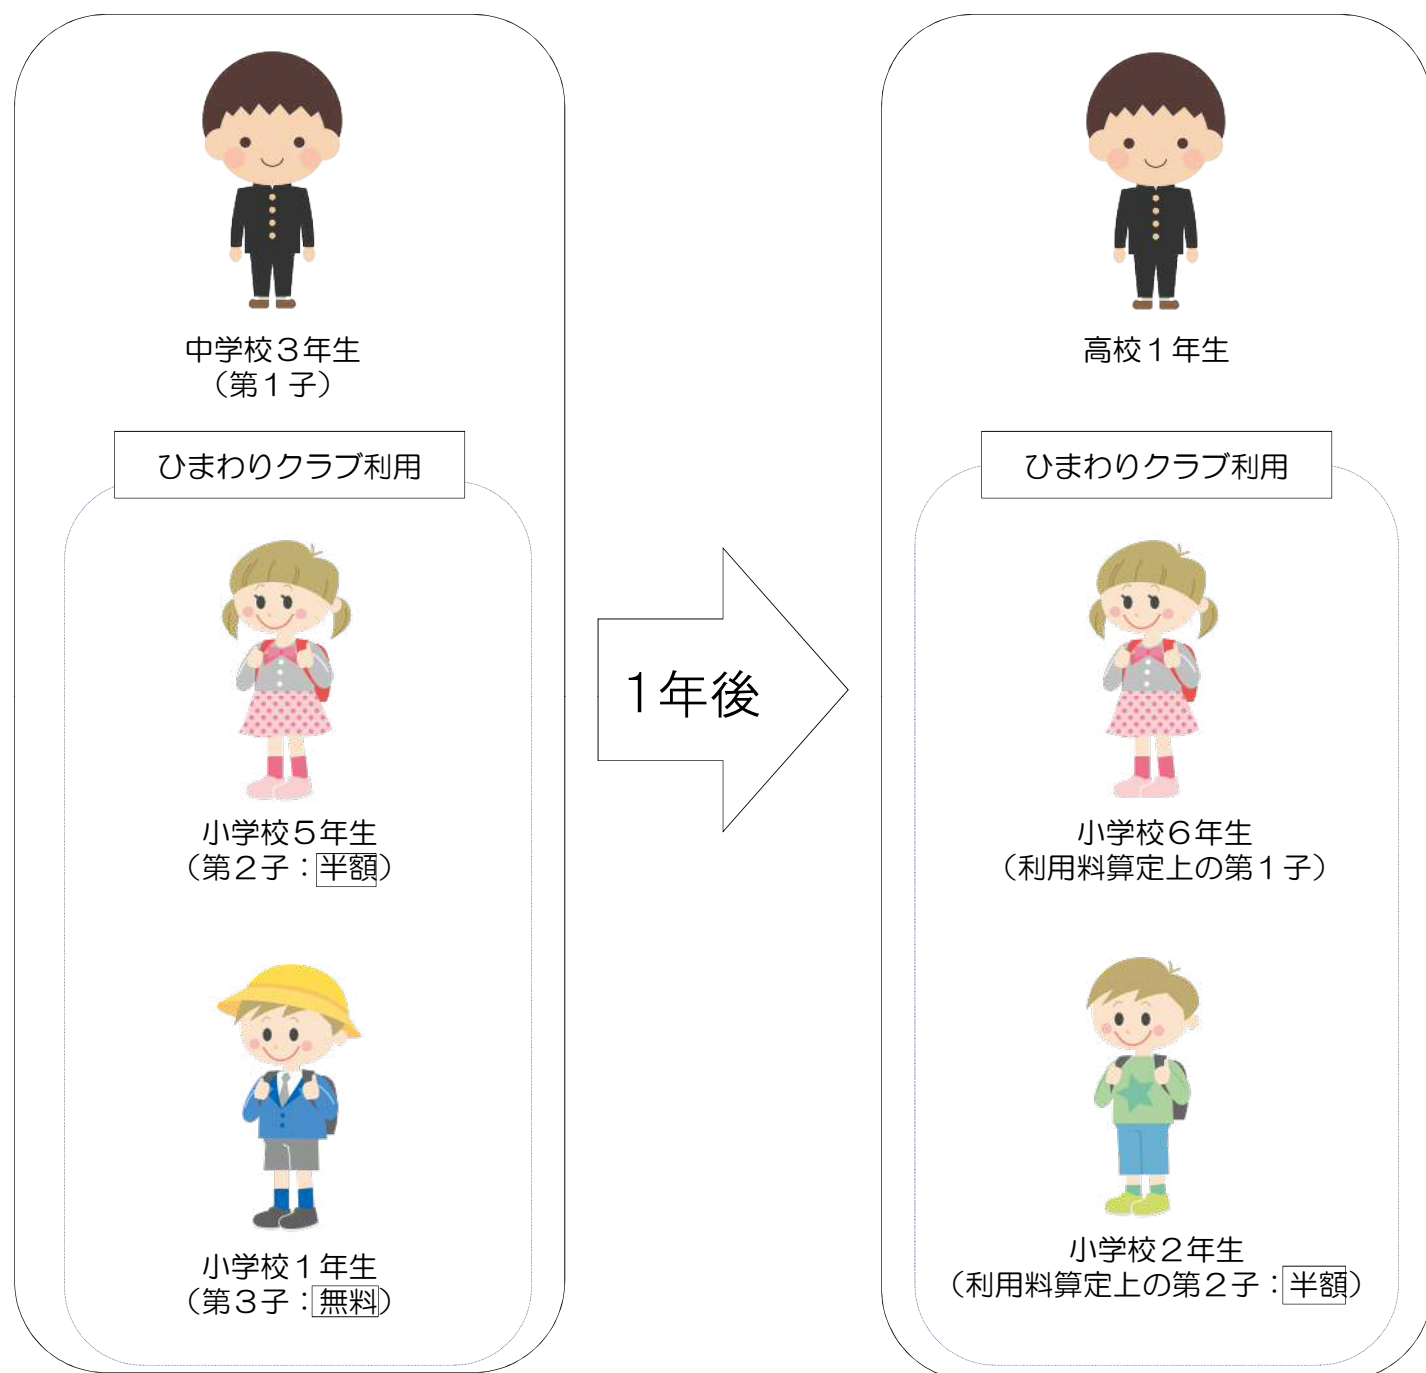 中学校３年生
（第１子）
ひまわりクラブ利用
小学校５年生
（第２子：半額）
小学校１年生
（第３子：無料）
１年後
高校１年生
ひまわりクラブ利用
小学校６年生
（利用料算定上の第１子）
小学校２年生
（利用料算定上の第２子：半額）